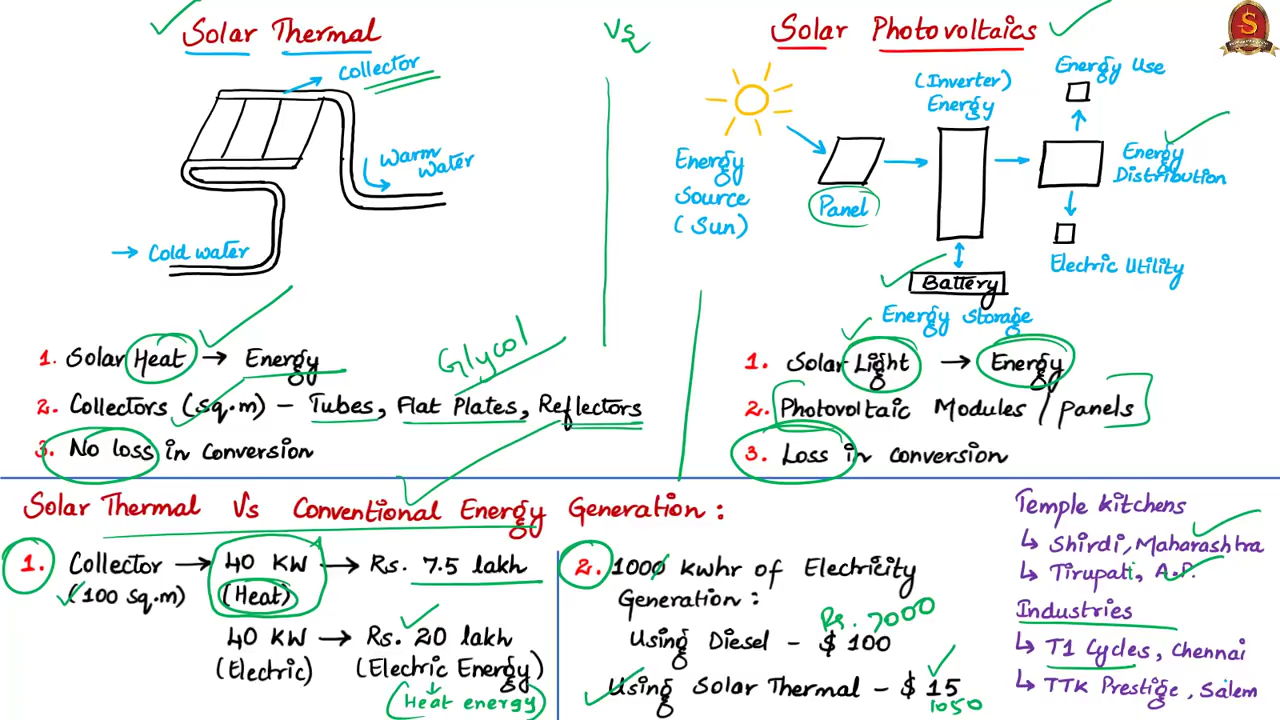 Solar Thermal
Vs
Solar Photovoltaics
S
Collector
Warm
Water
Cold water
(Inverter)
Energy
Energy Use
Energy
Source
(Sun)
Panel
Energy
Distribution
Electric Utility
Battery
Energy Storage
Glycol
1. Solar Heat → Energy
2. Collectors (Sq.m) - Tubes, Flat Plates, Reflectors
3. No loss in conversion
1. Solar Light → Energy
2. Photovoltaic Modules / Panels
3. Loss in conversion
Solar Thermal Vs Conventional Energy Generation :
1. Collector → 40 KW → Rs. 7.5 lakh
(100 Sq.m) (Heat)
40 KW → Rs. 20 lakh
(Electric) (Electric Energy)
(Heat energy)
2. 1000 kwhr of Electricity
Generation :
Rs. 7000
Using Diesel - $ 100
Using Solar Thermal - $ 15
1050
Temple kitchens
↳ Shirdi, Maharashtra
↳ Tirupati, A.P.
Industries
↳ T1 Cycles, Chennai
↳ TTK Prestige, Salem